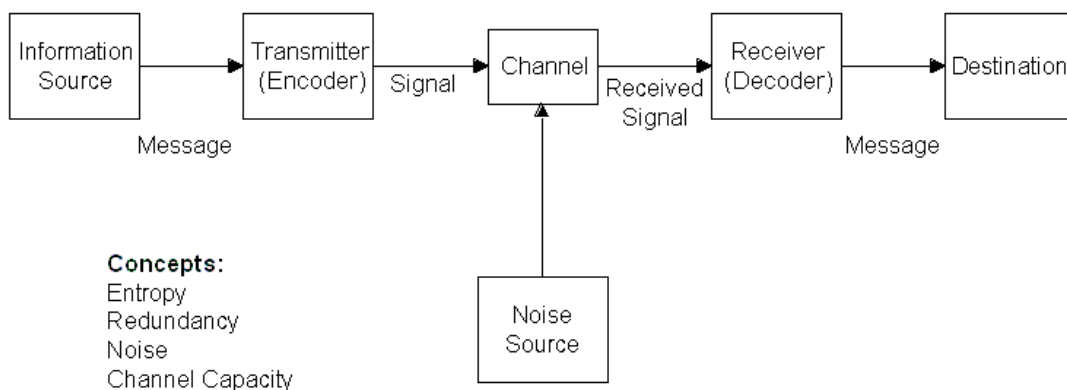 Information
Source
Transmitter
(Encoder)
Channel
Receiver
(Decoder)
Destination
Message
Signal
Received
Signal
Message
Noise
Source
Concepts:
Entropy
Redundancy
Noise
Channel Capacity